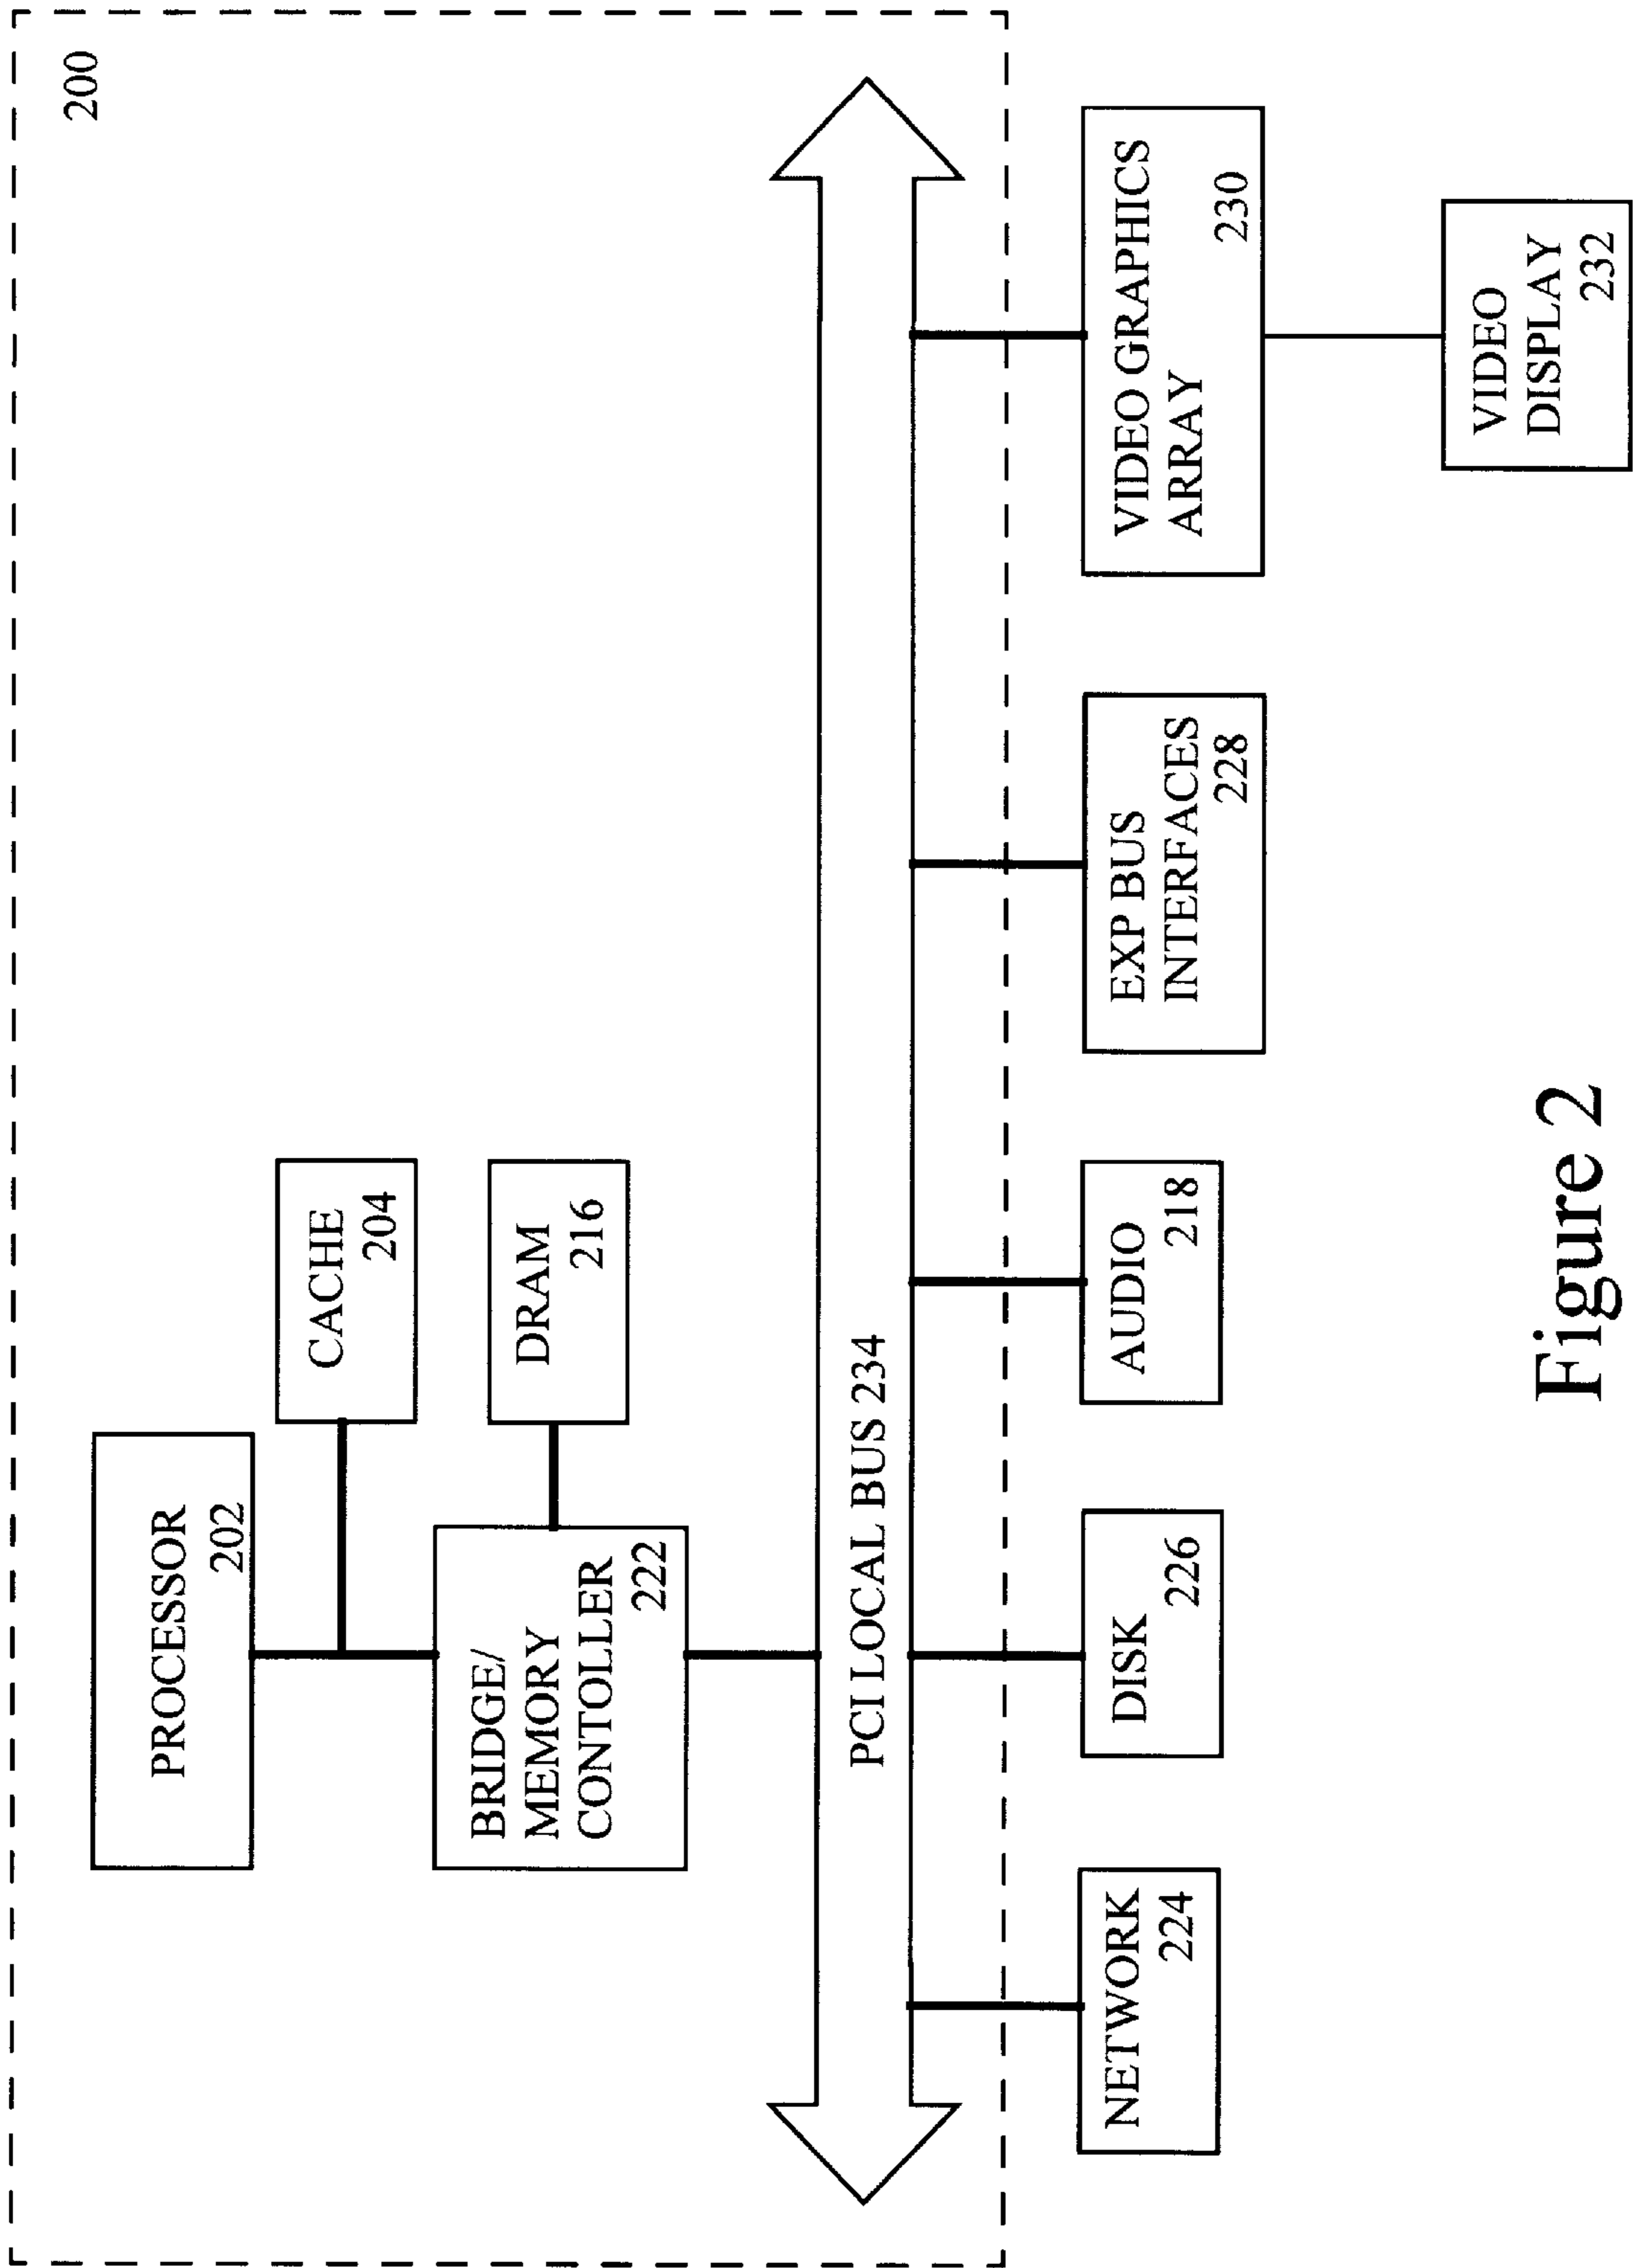 200
PROCESSOR
202
CACHE
204
BRIDGE/
MEMORY
CONTOLLER
222
DRAM
216
PCI LOCAL BUS 234
NETWORK
224
DISK
226
AUDIO
218
EXP BUS
INTERFACES
228
VIDEO GRAPHICS
ARRAY
230
VIDEO
DISPLAY
232
Figure 2